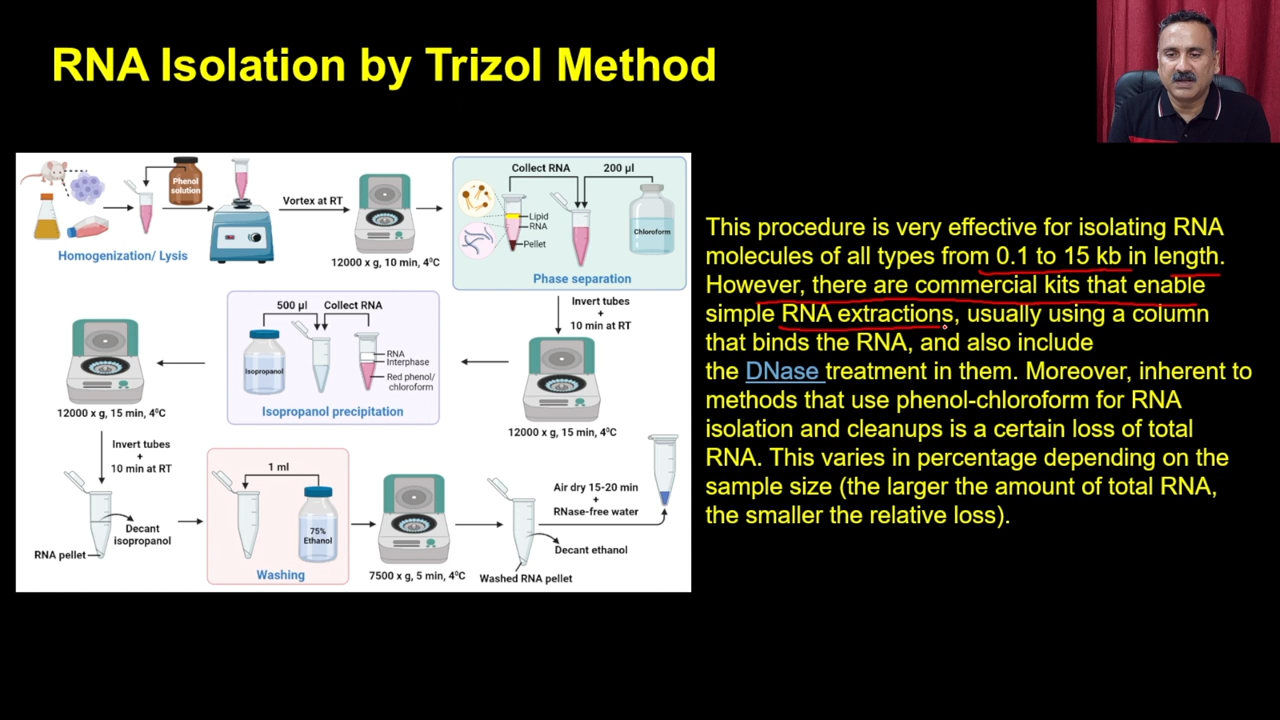 RNA Isolation by Trizol Method
Phenol
solution
Vortex at RT
Homogenization/ Lysis
12000 x g, 10 min, 4⁰C
Collect RNA
200 µl
Lipid
RNA
Pellet
Chloroform
Phase separation
Invert tubes
+
10 min at RT
12000 x g, 15 min, 4⁰C
500 µl
Collect RNA
Isopropanol
RNA
Interphase
Red phenol/
chloroform
Isopropanol precipitation
12000 x g, 15 min, 4⁰C
Invert tubes
+
10 min at RT
Decant
isopropanol
RNA pellet
1 ml
75%
Ethanol
Washing
7500 x g, 5 min, 4⁰C
Air dry 15-20 min
+
RNase-free water
Decant ethanol
Washed RNA pellet
This procedure is very effective for isolating RNA
molecules of all types from 0.1 to 15 kb in length.
However, there are commercial kits that enable
simple RNA extractions, usually using a column
that binds the RNA, and also include
the DNase treatment in them. Moreover, inherent to
methods that use phenol-chloroform for RNA
isolation and cleanups is a certain loss of total
RNA. This varies in percentage depending on the
sample size (the larger the amount of total RNA,
the smaller the relative loss).